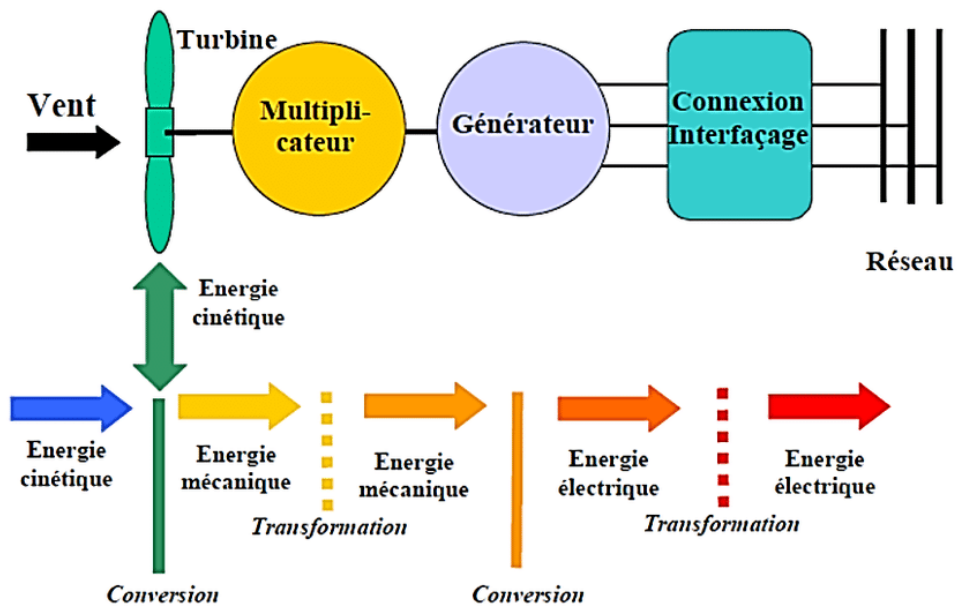 Turbine
Vent
Multipli-
cateur
Générateur
Connexion
Interfaçage
Réseau
Energie
cinétique
Energie
cinétique
Energie
mécanique
Energie
mécanique
Energie
électrique
Energie
électrique
Transformation
Transformation
Conversion
Conversion